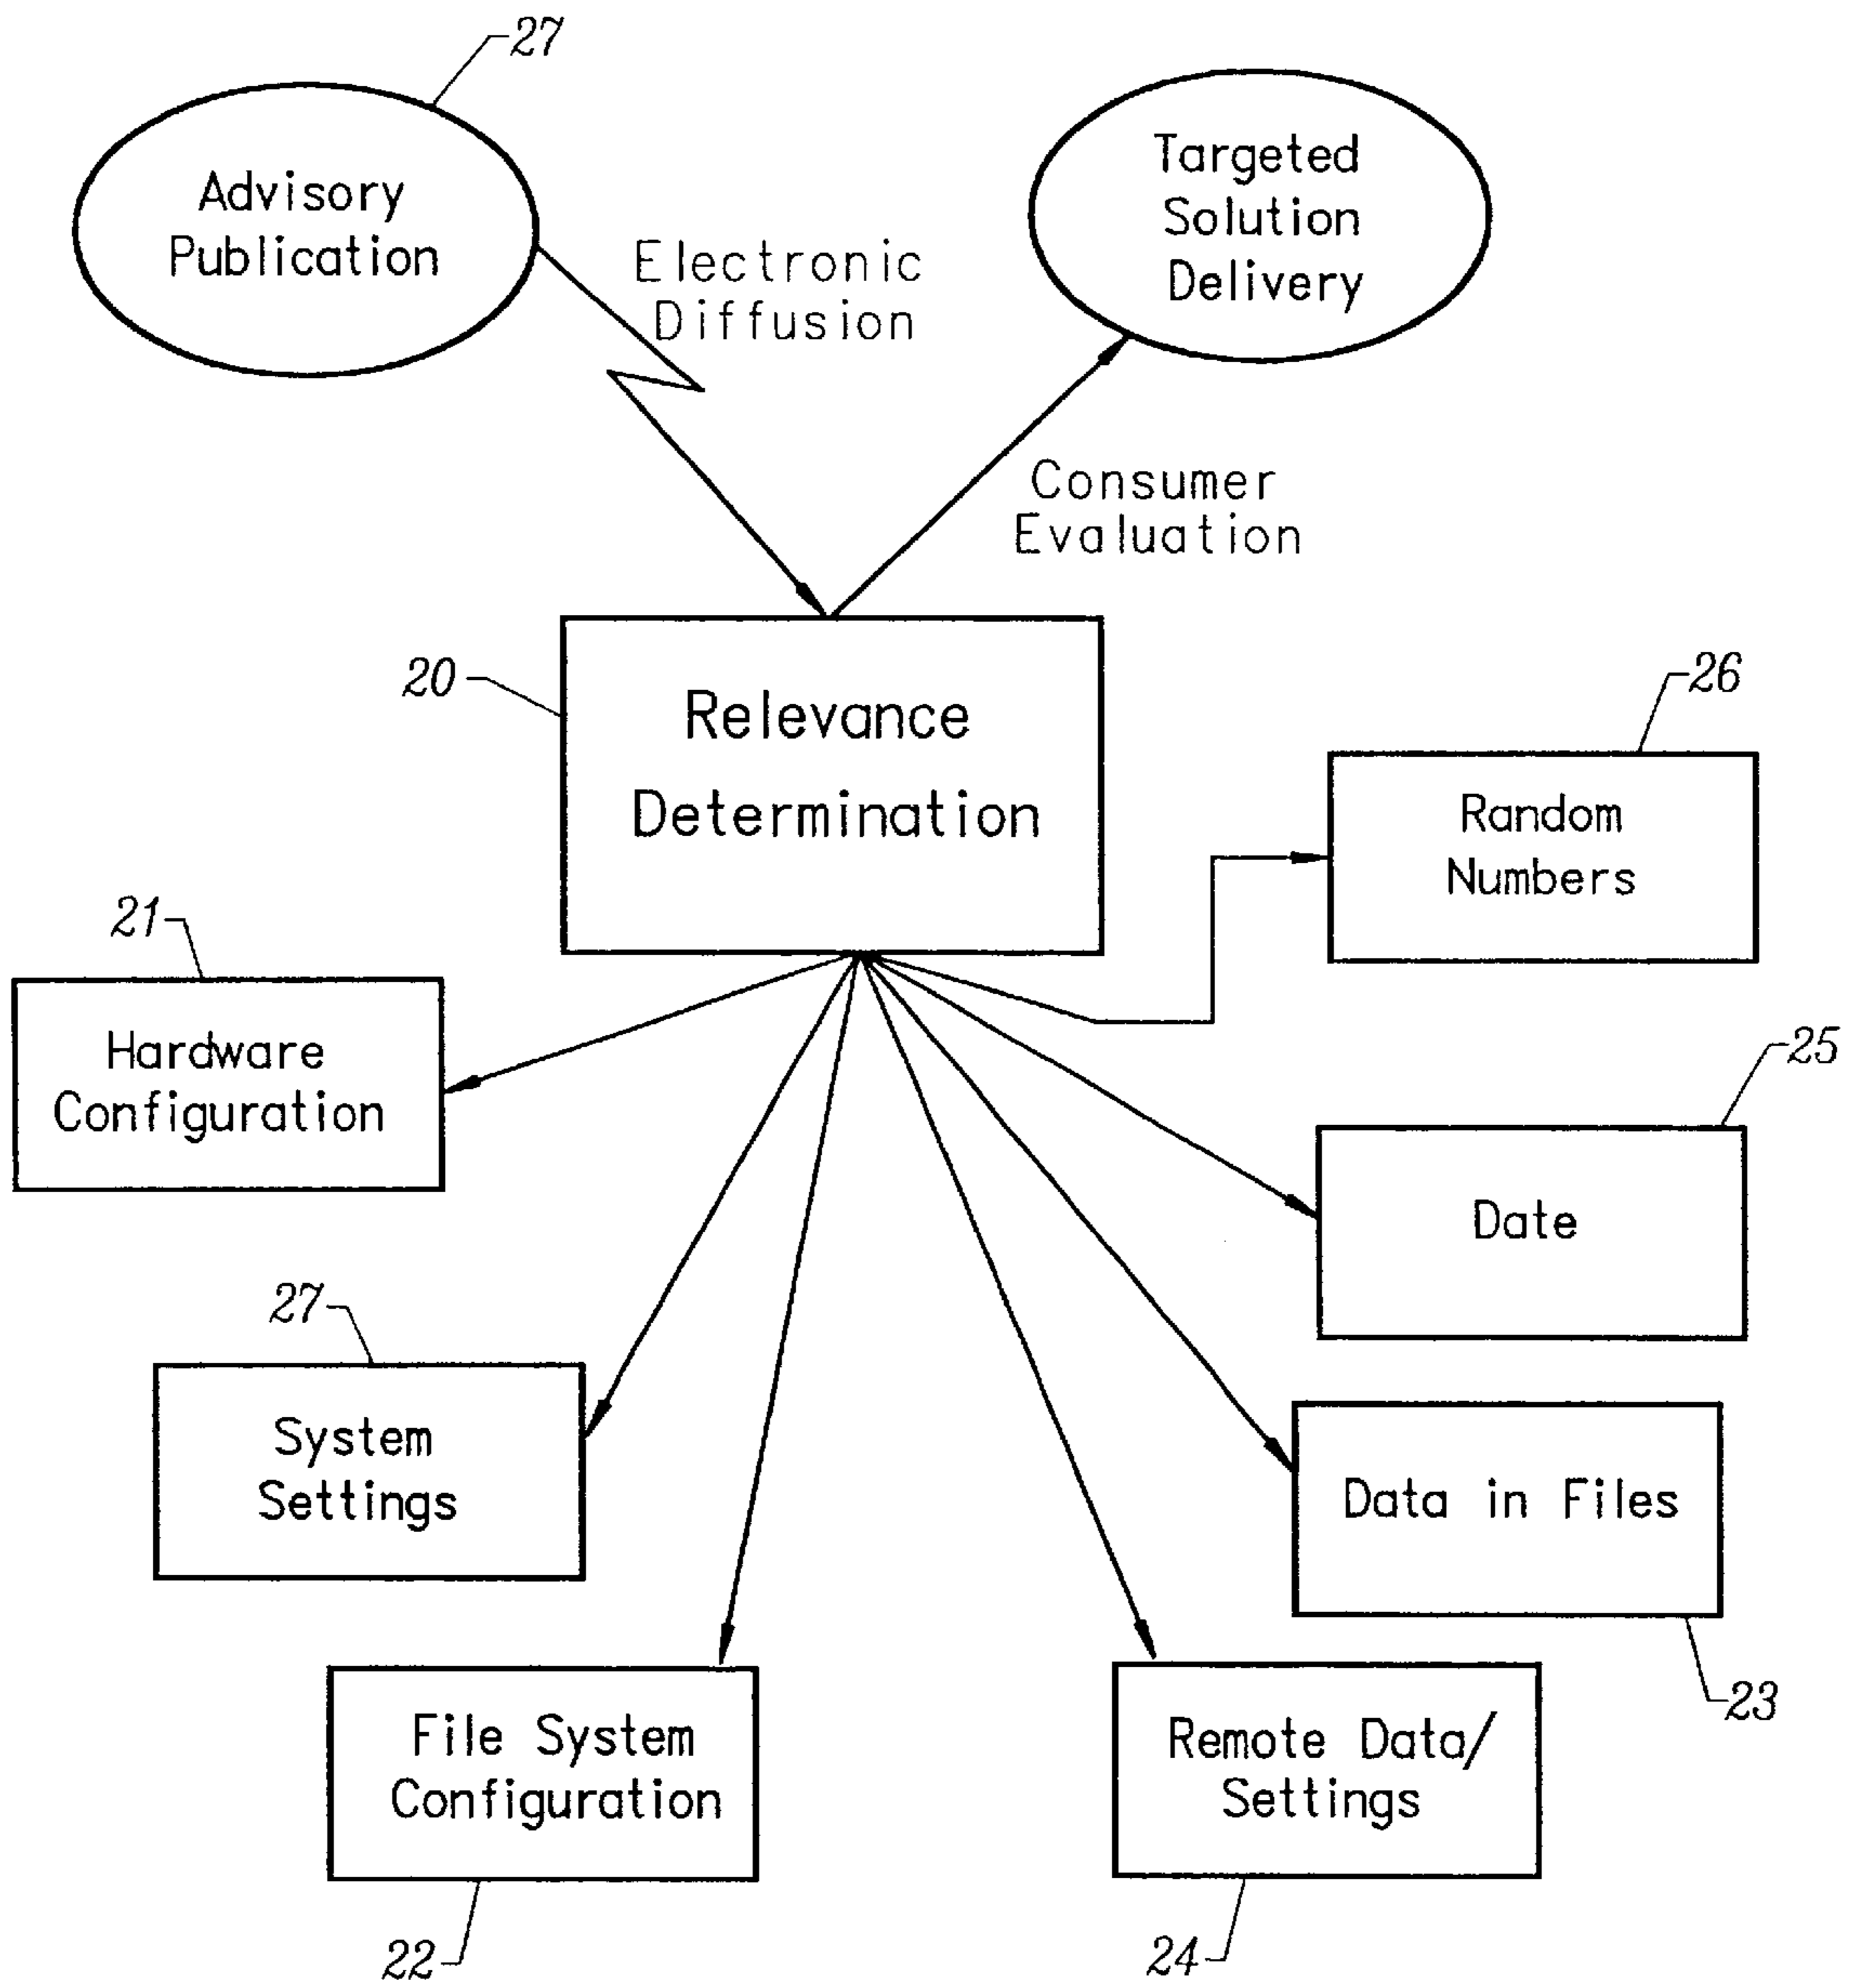 27
Advisory
Publication
Targeted
Solution
Delivery
Electronic
Diffusion
Consumer
Evaluation
20
Relevance
Determination
26
Random
Numbers
21
Hardware
Configuration
25
Date
27
System
Settings
Data in Files
23
File System
Configuration
22
Remote Data/
Settings
24